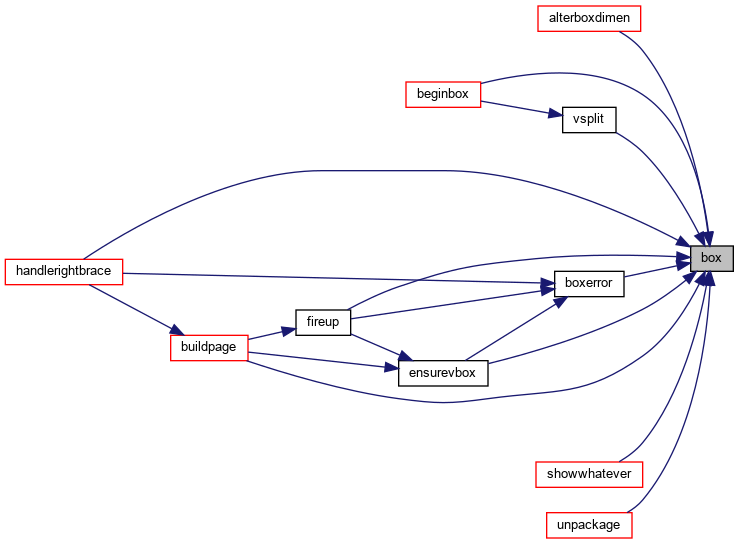 alterboxdimen
beginbox
vsplit
box
handlerightbrace
boxerror
fireup
buildpage
ensurevbox
showwhatever
unpackage